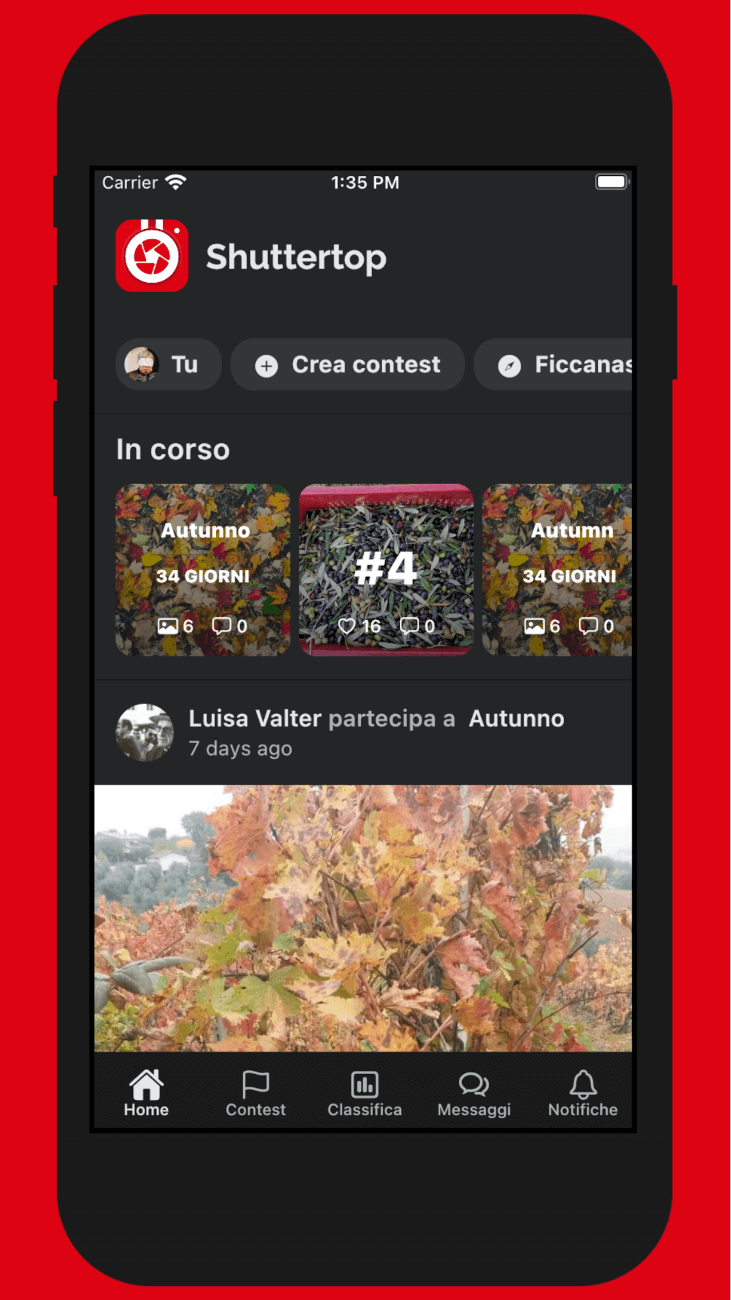 Carrier 1:35 PM
Shuttertop
Tu Crea contest Ficcanas
In corso
Autunno
34 GIORNI
6 0
#4
16 0
Autumn
34 GIORNI
6 0
Luisa Valter partecipa a Autunno
7 days ago
Home Contest Classifica Messaggi Notifiche